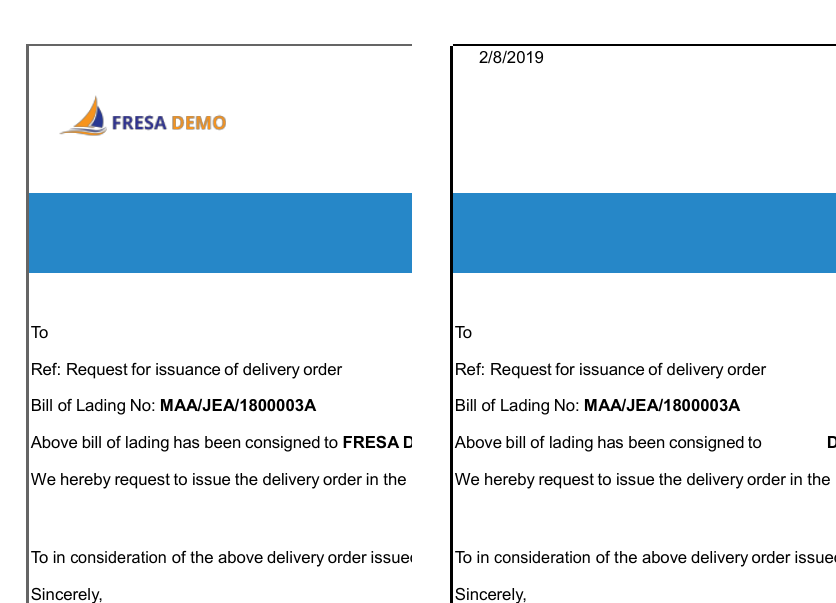 FRESA DEMO
To
Ref: Request for issuance of delivery order
Bill of Lading No: MAA/JEA/1800003A
Above bill of lading has been consigned to FRESA D
We hereby request to issue the delivery order in the
To in consideration of the above delivery order issued
Sincerely,
2/8/2019
To
Ref: Request for issuance of delivery order
Bill of Lading No: MAA/JEA/1800003A
Above bill of lading has been consigned to D
We hereby request to issue the delivery order in the
To in consideration of the above delivery order issue
Sincerely,